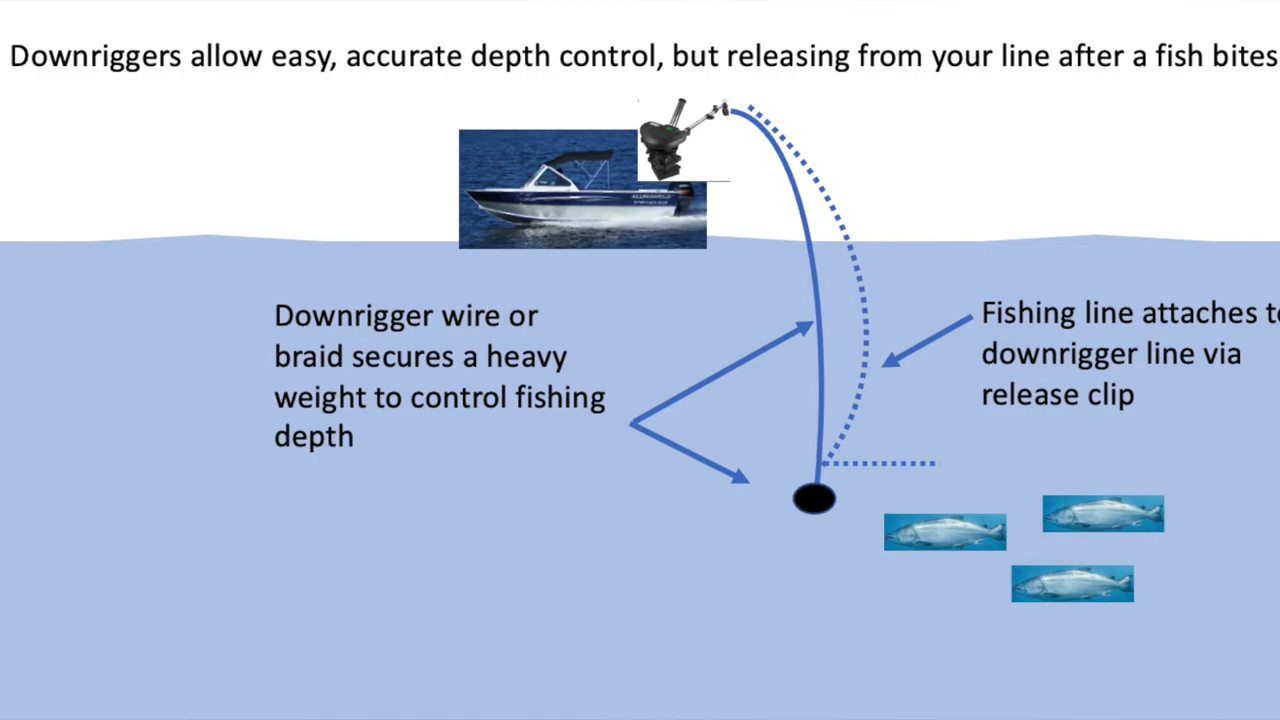 Downriggers allow easy, accurate depth control, but releasing from your line after a fish bites
Downrigger wire or
braid secures a heavy
weight to control fishing
depth
Fishing line attaches to
downrigger line via
release clip